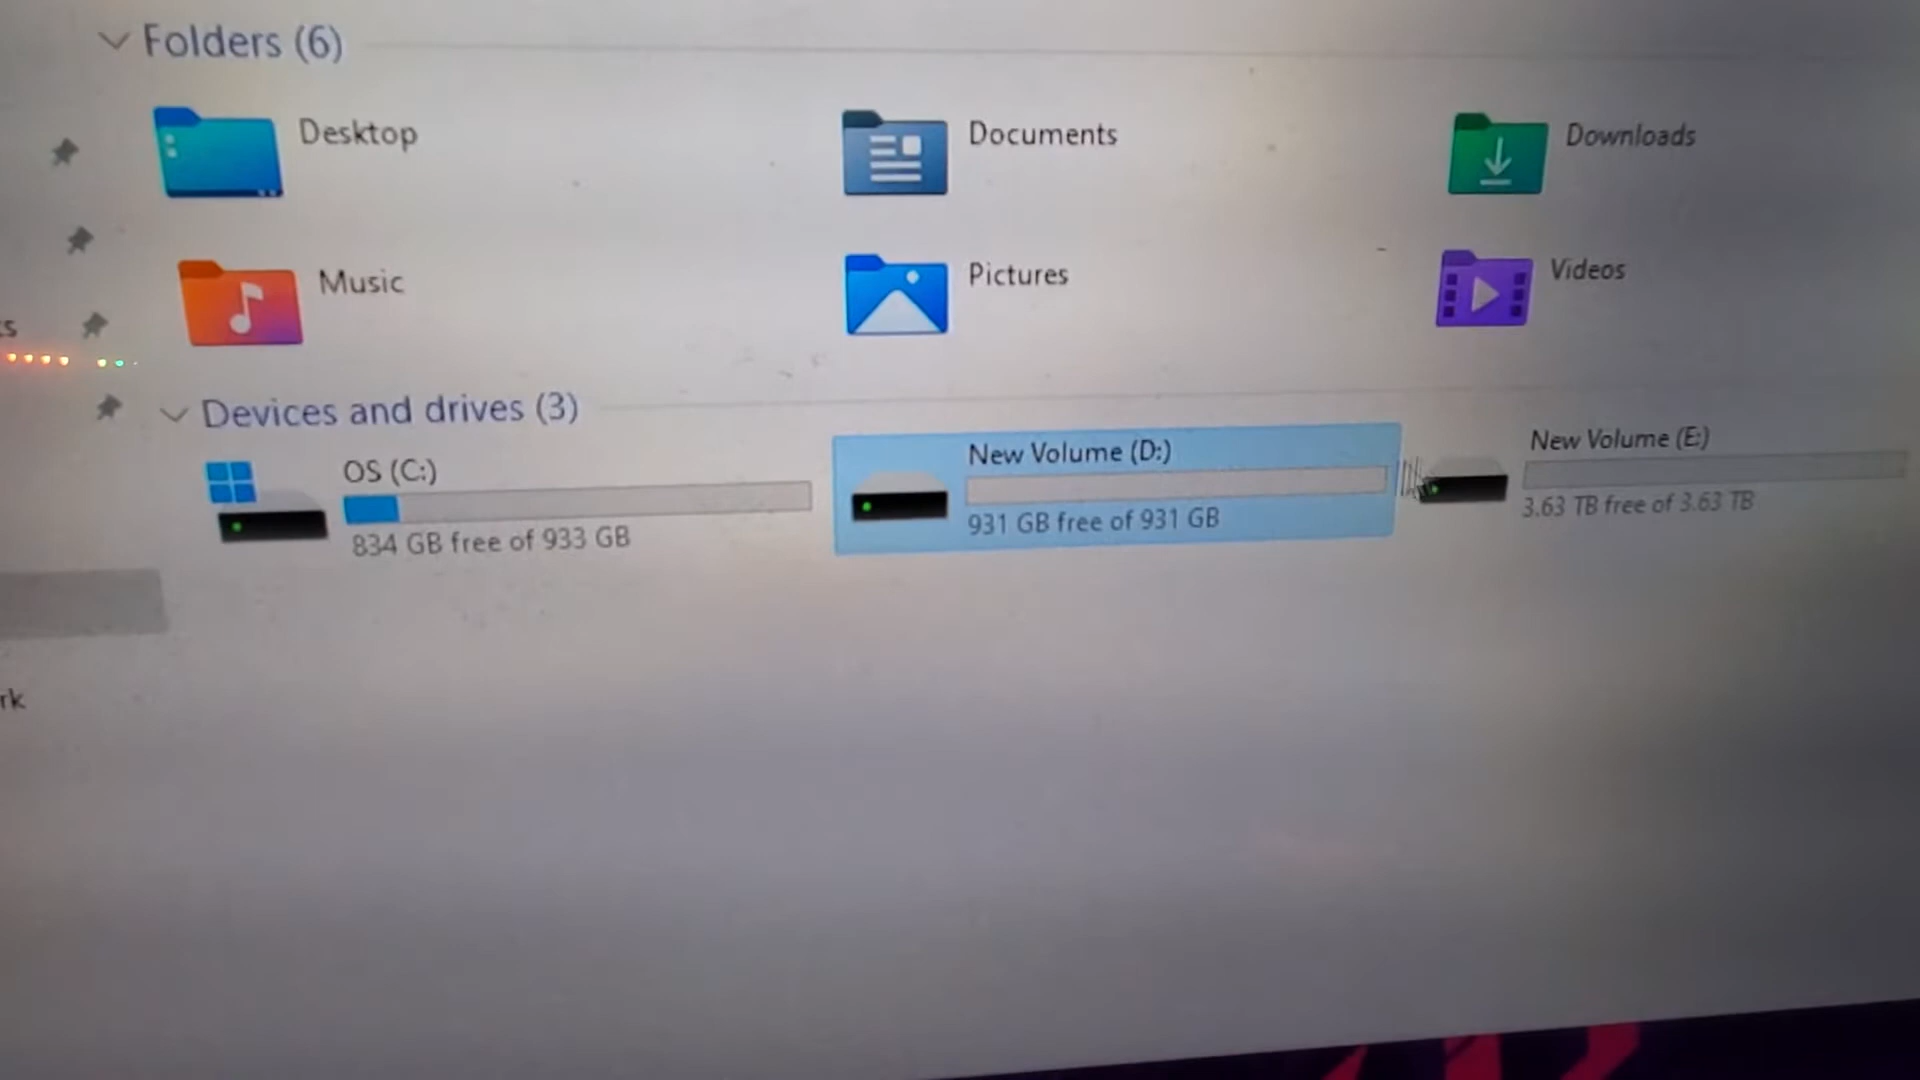 Folders (6)
Desktop
Documents
Downloads
Music
Pictures
Videos
s
Devices and drives (3)
OS (C:)
834 GB free of 933 GB
New Volume (D:)
931 GB free of 931 GB
New Volume (E:)
3.63 TB free of 3.63 TB
rk